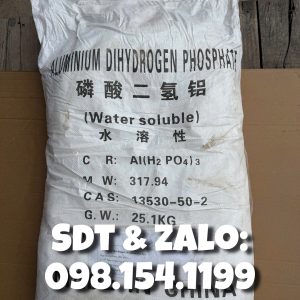 ALUMINIUM DIHYDROGEN PHOSPHATE
磷酸二氢铝
(Water soluble)
水溶性
C R: Al(H2 PO4)3
M W: 317.94
CAS: 13530-50-2
G.W.: 25.1KG
SDT & ZALO:
098.154.1199
CHINA